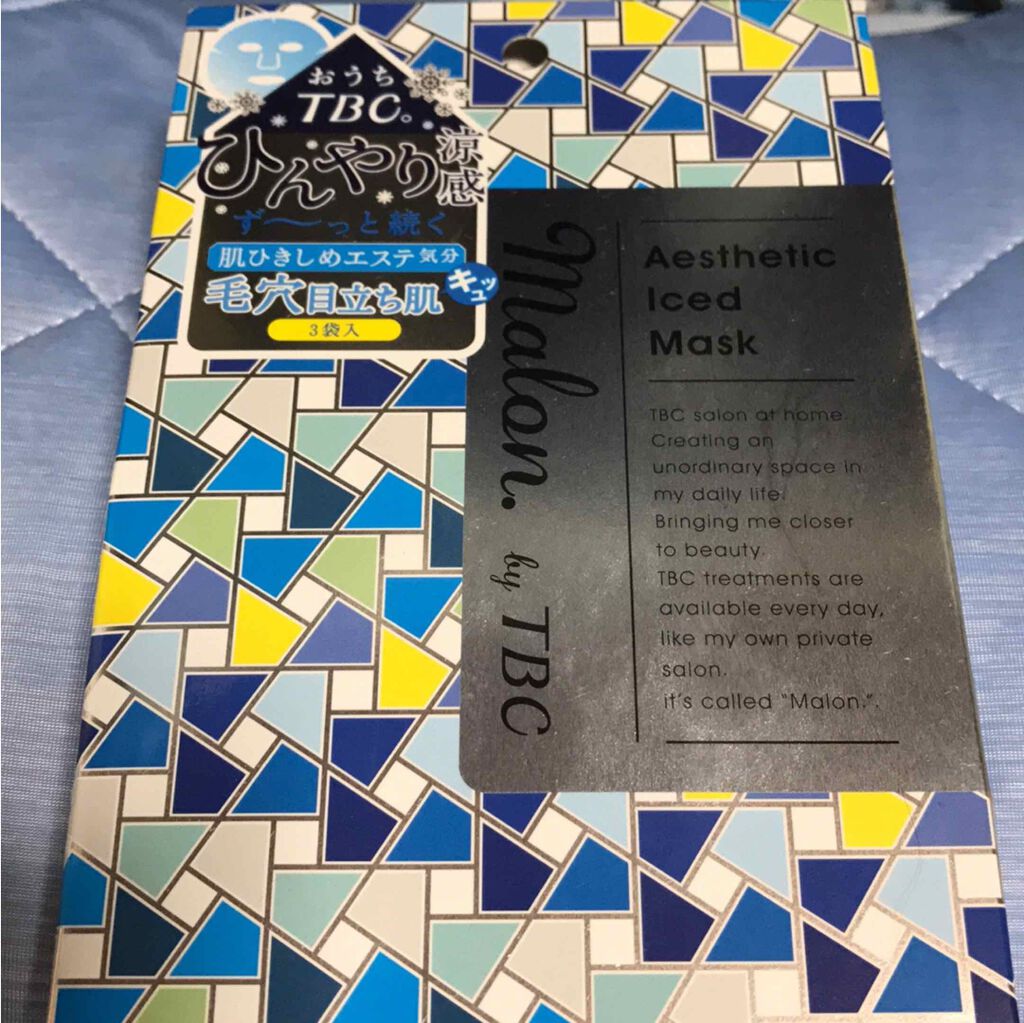 おうち
TBC。
ひんやり涼感
ず〜〜っと続く
肌ひきしめエステ気分
毛穴目立ち肌
キュッ
3袋入
Malon. by TBC
Aesthetic
Iced
Mask
TBC salon at home.
Creating an
unordinary space in
my daily life.
Bringing me closer
to beauty.
TBC treatments are
available every day,
like my own private
salon.
it's called "Malon.".